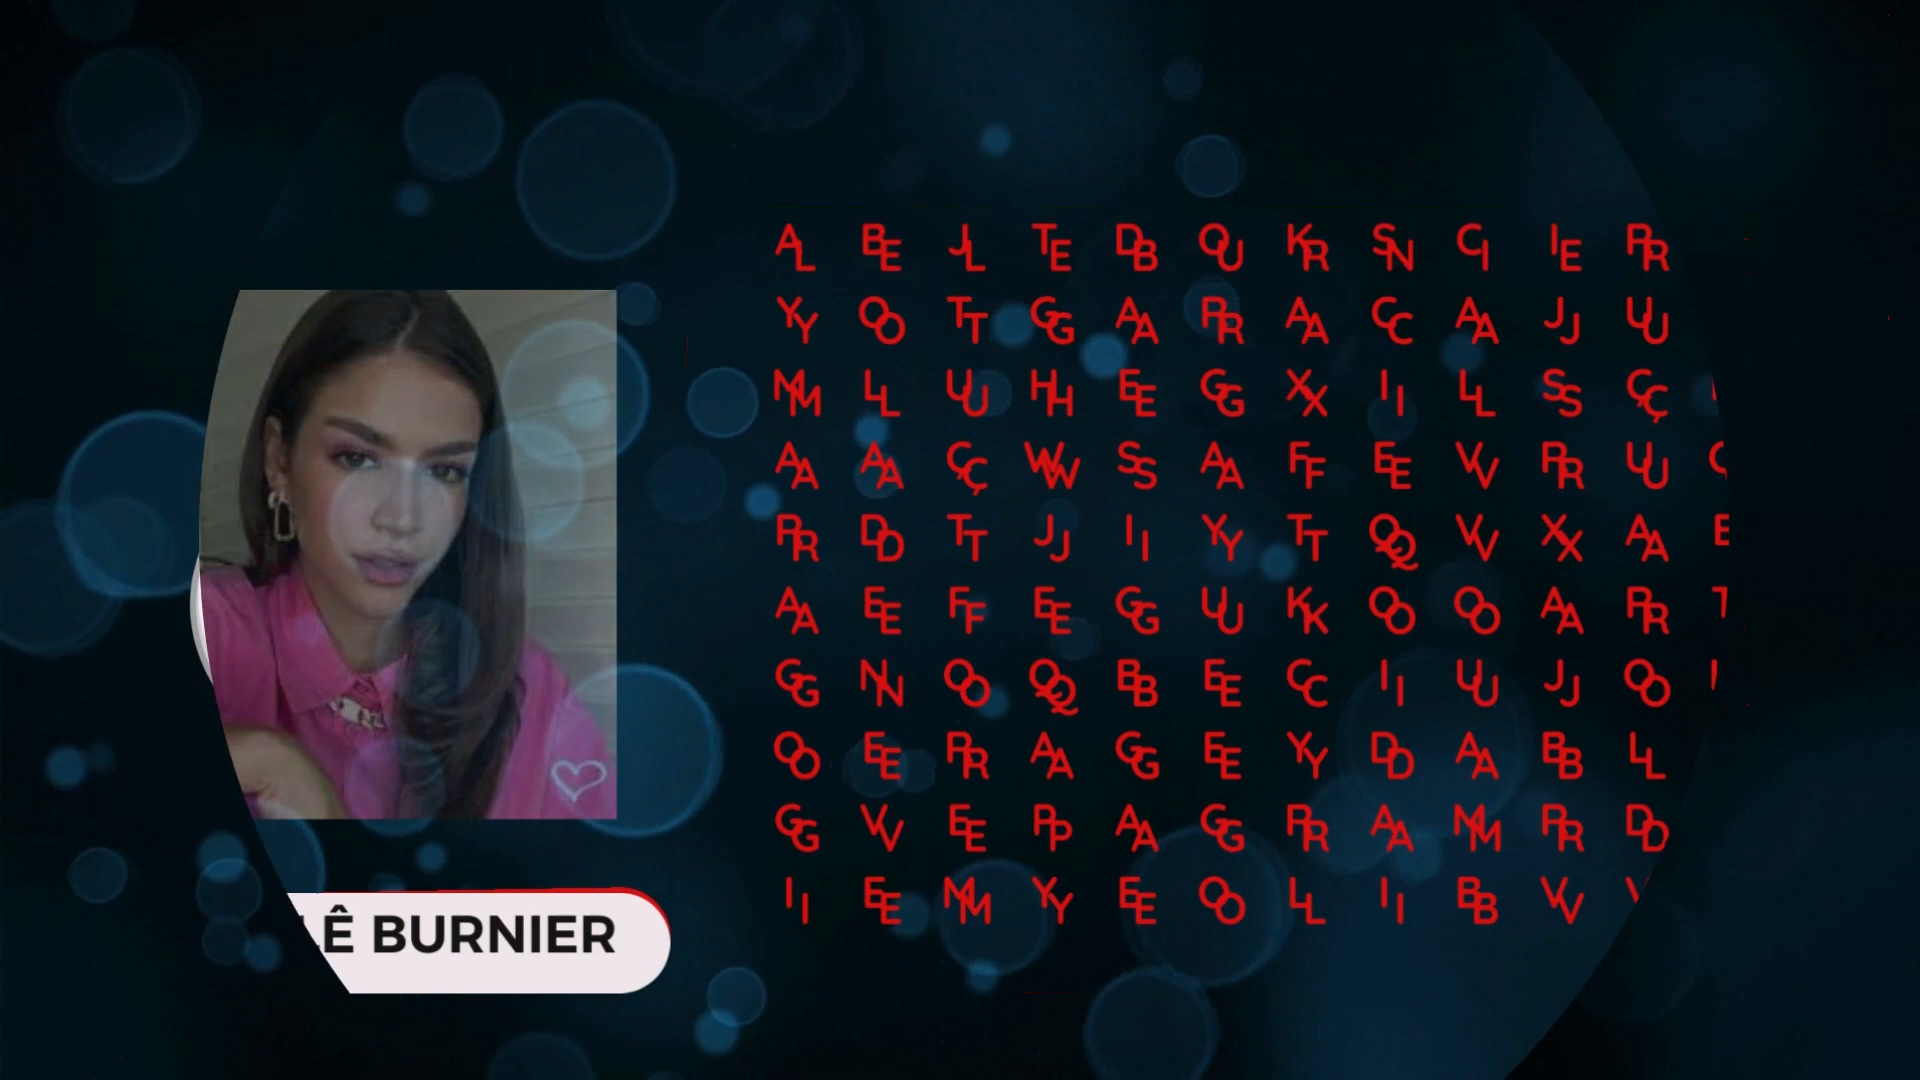 A B J T D O K S C I R
Y O T G A R A C A J U
M L U H E G X I L S Ç
A A Ç W S A F E V R U
R D T J I Y T Q V X A E
A E F E G U K O O A R T
G N O Q B E C I U J O
O E R A G E Y D A B L
G V E P A G R A M R D
I E M Y E O L I B V
LÊ BURNIER